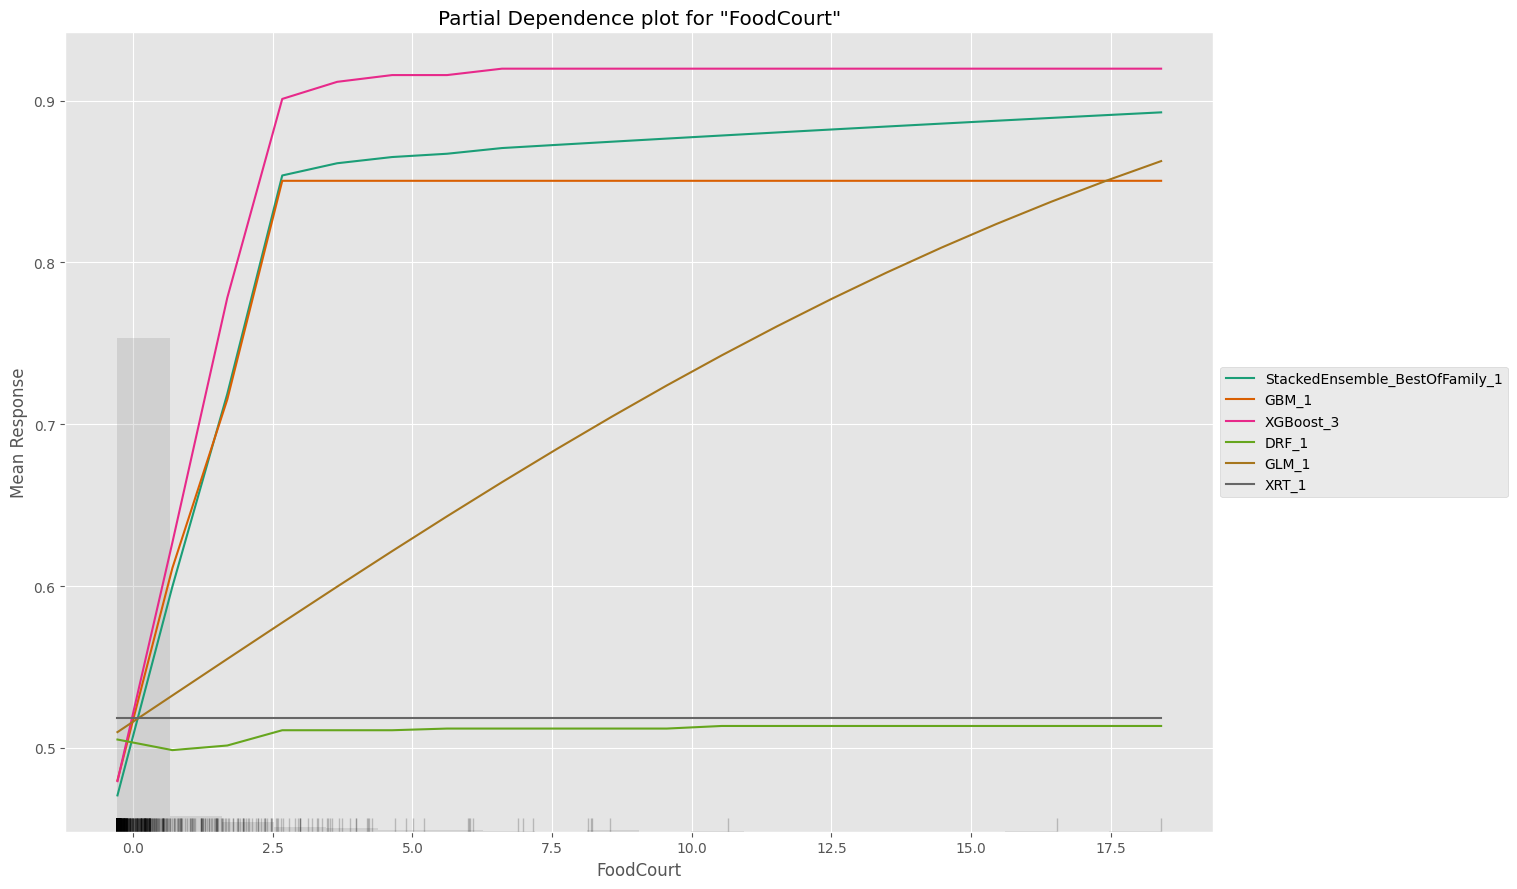 Partial Dependence plot for "FoodCourt"
Mean Response
0.9
0.8
0.7
0.6
0.5
0.0
2.5
5.0
7.5
10.0
12.5
15.0
17.5
FoodCourt
StackedEnsemble_BestOfFamily_1
GBM_1
XGBoost_3
DRF_1
GLM_1
XRT_1